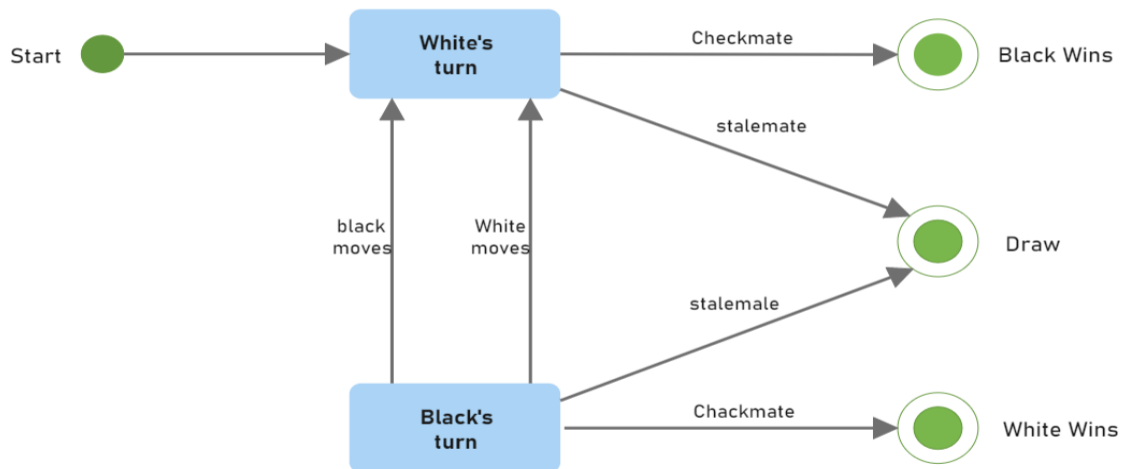 White's
turn
Checkmate
Start
Black Wins
stalemate
black
moves
White
moves
Draw
stalemale
Black's
turn
Chackmate
White Wins